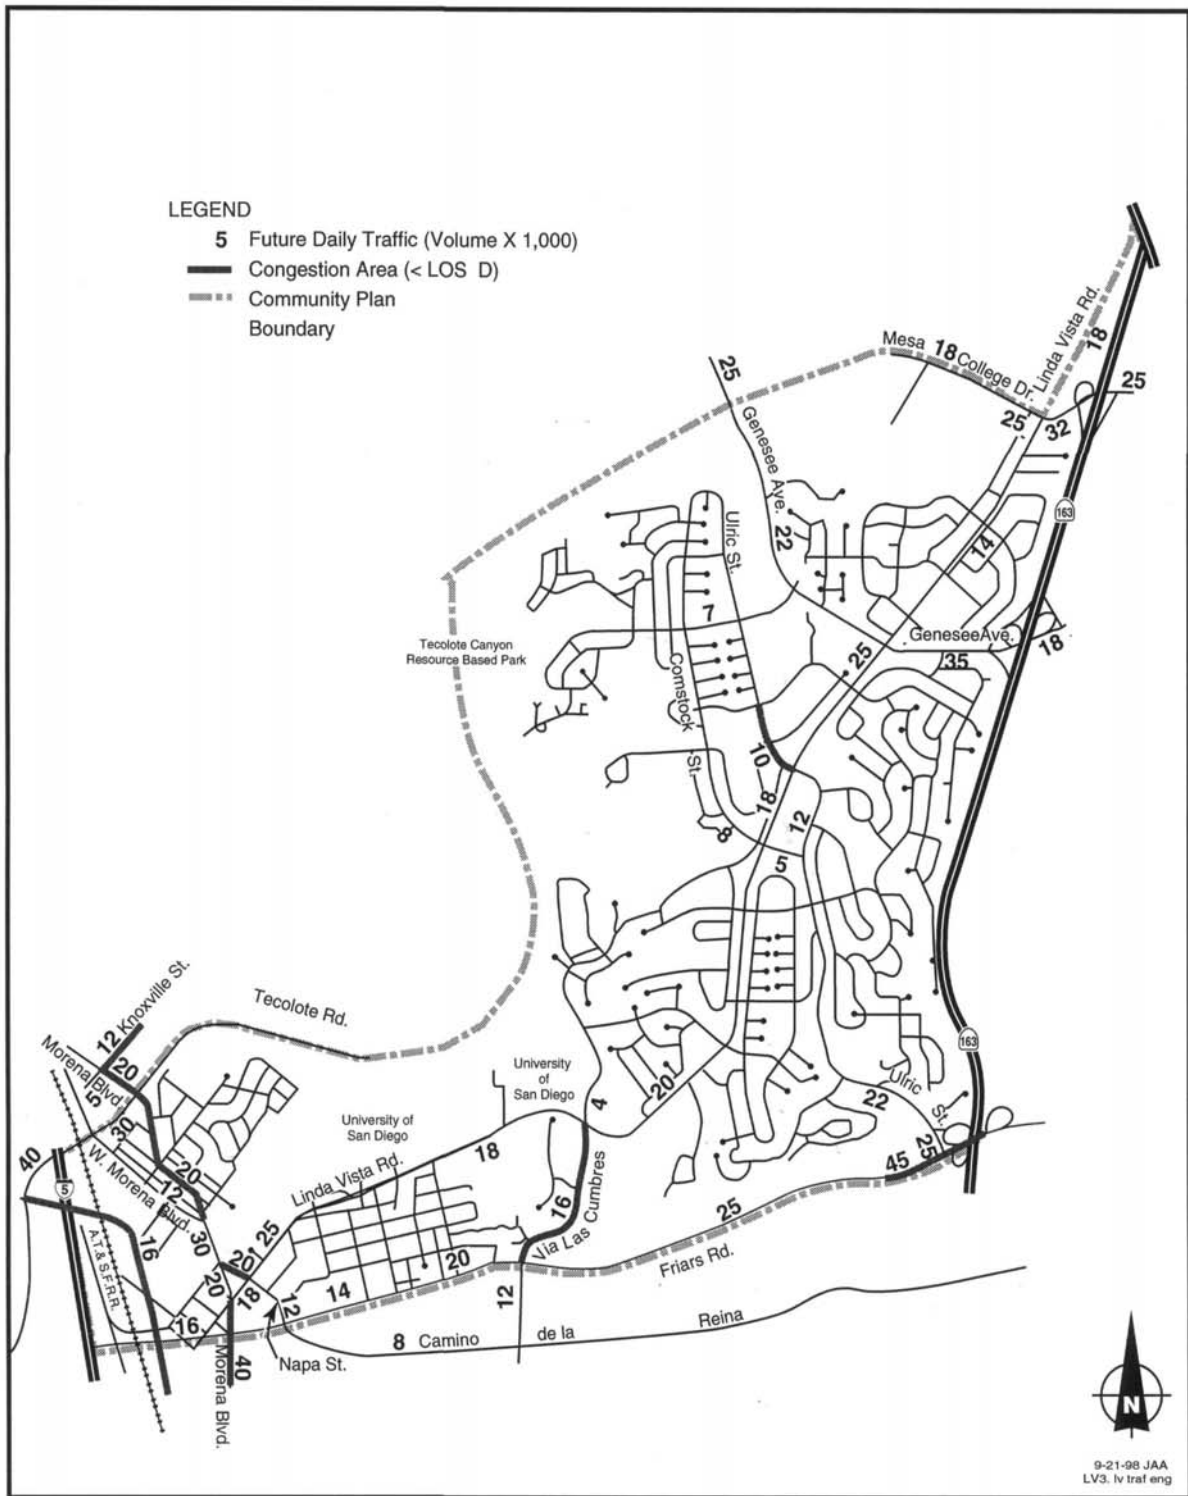 LEGEND
5 Future Daily Traffic (Volume X 1,000)
Congestion Area (< LOS D)
Community Plan
Boundary
18
Linda Vista Rd.
Mesa 18 College Dr.
25
25
25
32
Genesee Ave.
163
22
Ulric St.
14
7
Genesee Ave.
Tecolote Canyon
Resource Based Park
25
35
18
Comstock St.
10
18
12
8
5
12 Knoxville St.
Tecolote Rd.
20
Morena Blvd.
5
163
University
of
San Diego
20
Ulric St.
22
4
30
40
University of
San Diego
18
25
W. Morena Blvd.
20
12
Linda Vista Rd.
45
5
16
Via Las Cumbres
25
A.T.& S.F.R.R.
16
30
25
20
20
Friars Rd.
20
18
14
12
12
16
8 Camino de la Reina
Napa St.
40
Morena Blvd.
N
9-21-98 JAA
LV3. lv traf eng